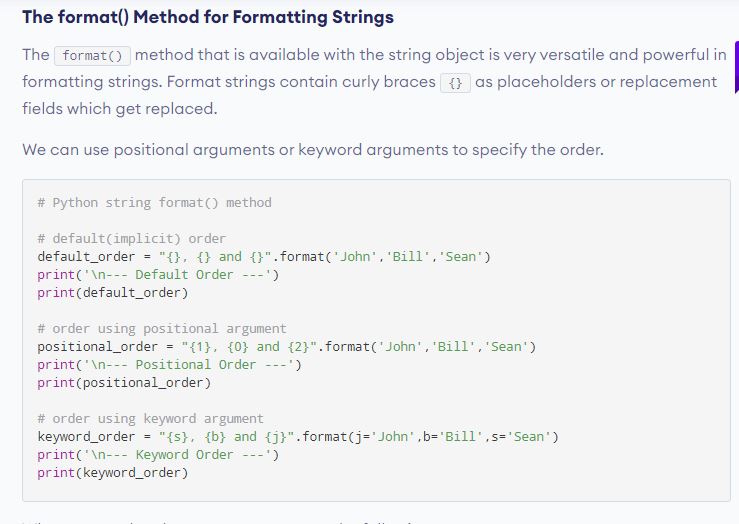 The format() Method for Formatting Strings
The format() method that is available with the string object is very versatile and powerful in
formatting strings. Format strings contain curly braces {} as placeholders or replacement
fields which get replaced.
We can use positional arguments or keyword arguments to specify the order.
# Python string format() method
# default(implicit) order
default_order = "{}, {} and {}".format('John','Bill','Sean')
print('\n--- Default Order ---')
print(default_order)
# order using positional argument
positional_order = "{1}, {0} and {2}".format('John','Bill','Sean')
print('\n--- Positional Order ---')
print(positional_order)
# order using keyword argument
keyword_order = "{s}, {b} and {j}".format(j='John',b='Bill',s='Sean')
print('\n--- Keyword Order ---')
print(keyword_order)